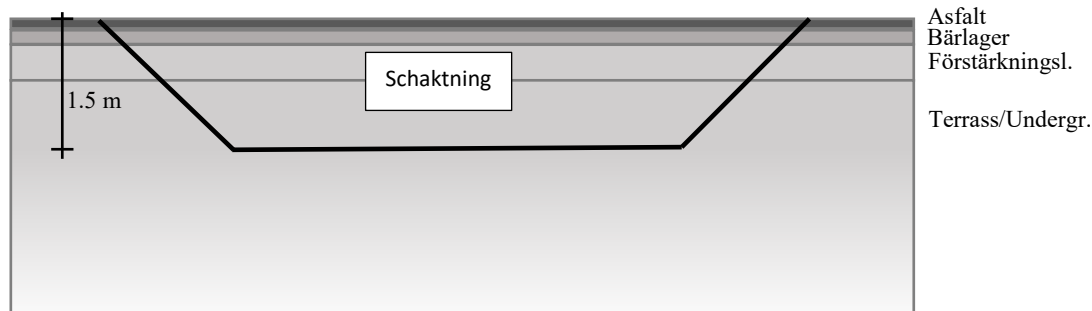 Asfalt
Bärlager
Förstärkningsl.
Schaktning
1.5 m
Terrass/Undergr.